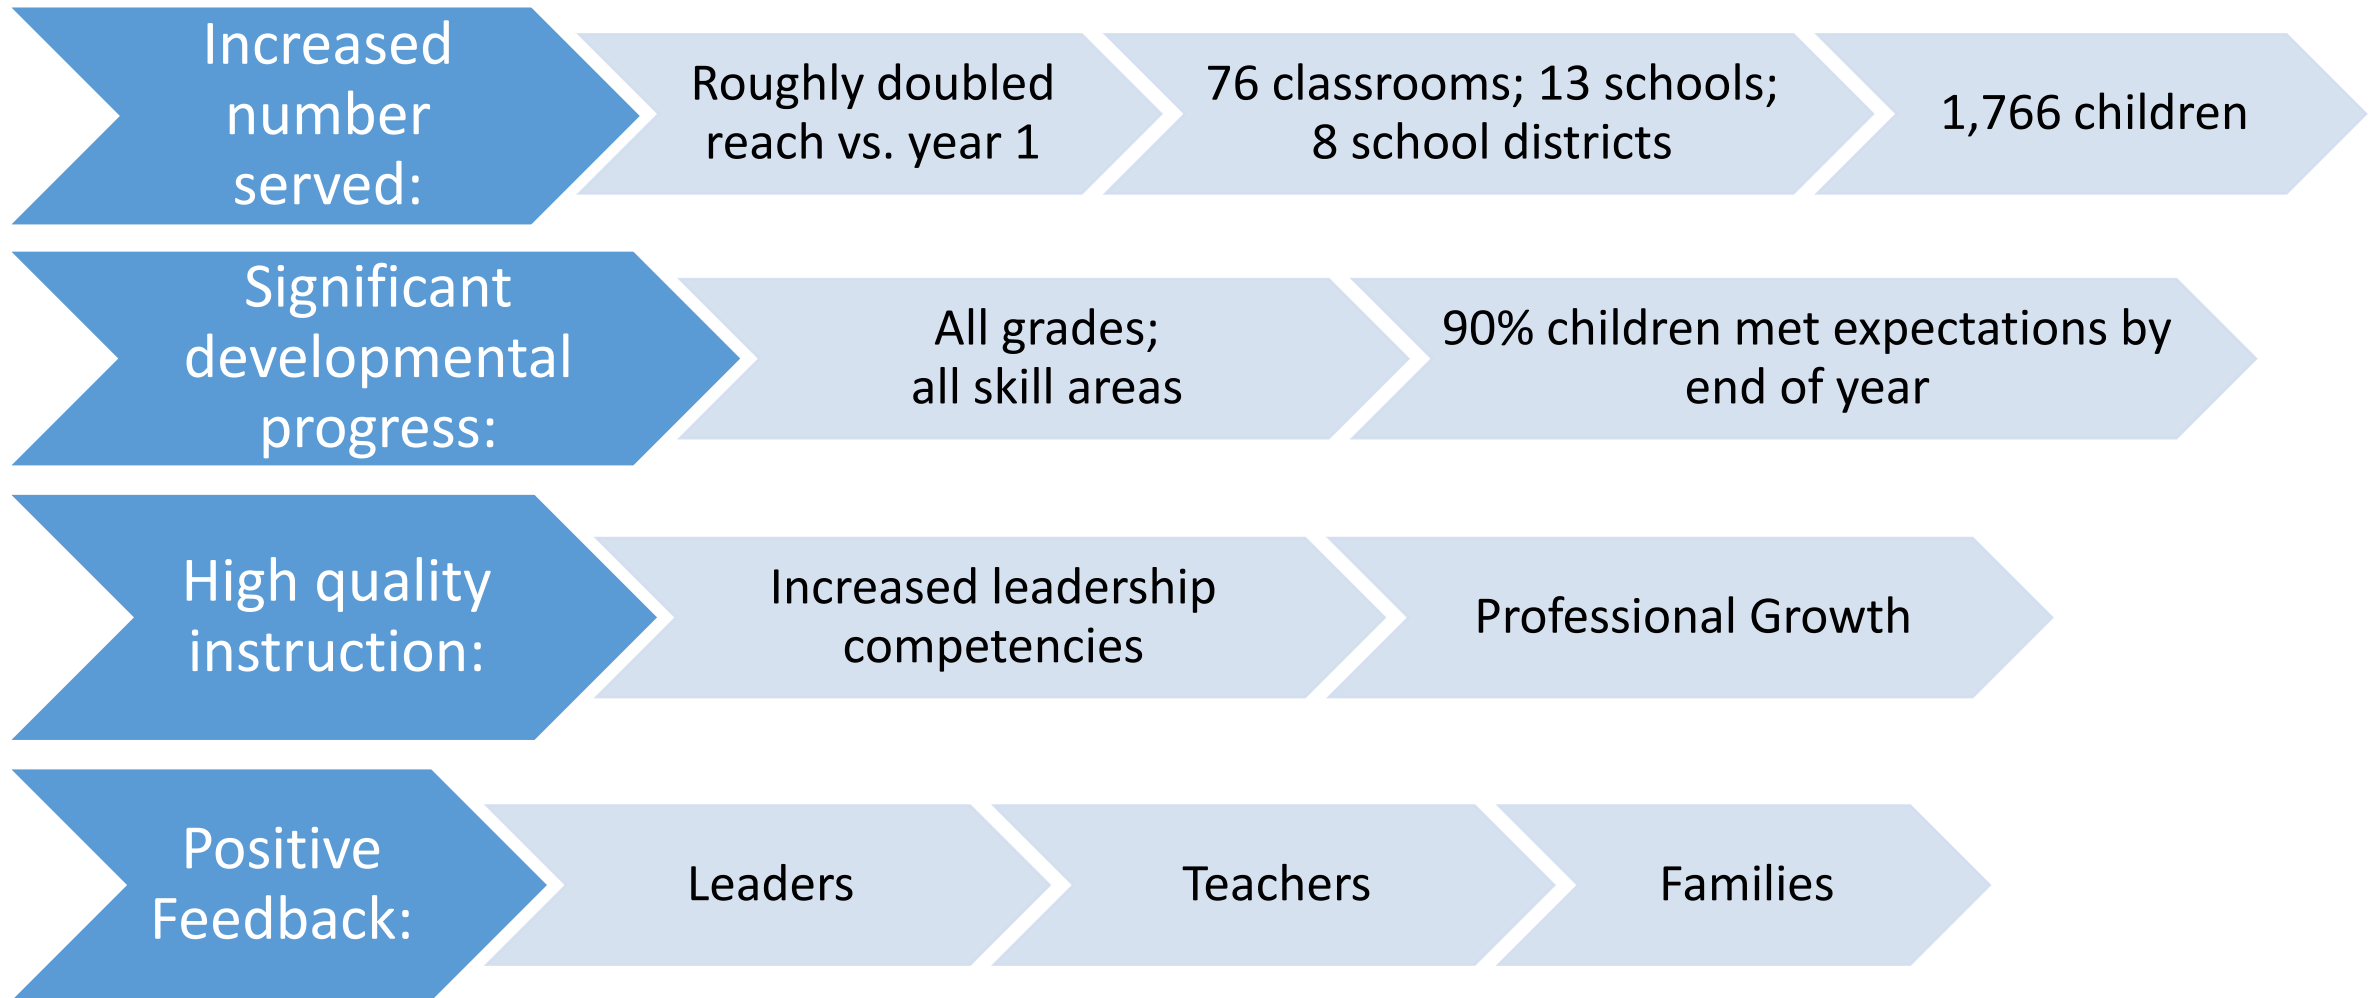 Increased
number
served:
Roughly doubled
reach vs. year 1
76 classrooms; 13 schools;
8 school districts
1,766 children
Significant
developmental
progress:
All grades;
all skill areas
90% children met expectations by
end of year
High quality
instruction:
Increased leadership
competencies
Professional Growth
Positive
Feedback:
Leaders
Teachers
Families